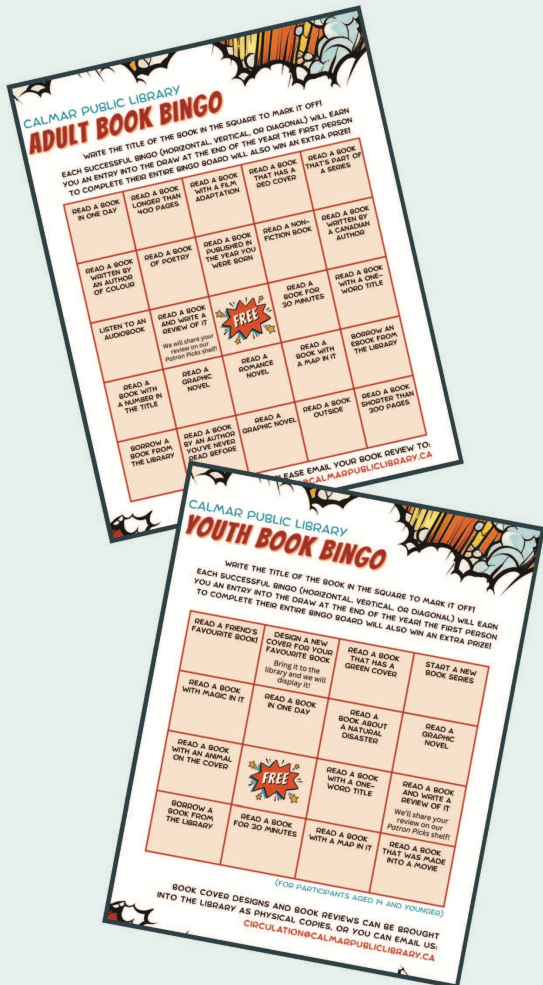 CALMAR PUBLIC LIBRARY
ADULT BOOK BINGO
WRITE THE TITLE OF THE BOOK IN THE SQUARE TO MARK IT OFF!
EACH SUCCESSFUL BINGO (HORIZONTAL, VERTICAL, OR DIAGONAL) WILL EARN
YOU AN ENTRY INTO THE DRAW AT THE END OF THE YEAR! THE FIRST PERSON
TO COMPLETE THEIR ENTIRE BINGO BOARD WILL ALSO WIN AN EXTRA PRIZE!
READ A BOOK
IN ONE DAY
READ A BOOK
LONGER THAN
400 PAGES
READ A BOOK
WITH A FILM
ADAPTATION
READ A BOOK
THAT HAS A
RED COVER
READ A BOOK
THAT'S PART OF
A SERIES
READ A BOOK
WRITTEN BY
AN AUTHOR
OF COLOUR
READ A BOOK
OF POETRY
READ A BOOK
PUBLISHED IN
THE YEAR YOU
WERE BORN
READ A NON-
FICTION BOOK
READ A BOOK
WRITTEN BY
A CANADIAN
AUTHOR
LISTEN TO AN
AUDIOBOOK
READ A BOOK
AND WRITE A
REVIEW OF IT
We will share your
review on our
Patron Picks shelf!
FREE
READ A
BOOK FOR
30 MINUTES
READ A BOOK
WITH A ONE-
WORD TITLE
READ A
BOOK WITH
A NUMBER IN
THE TITLE
READ A
GRAPHIC
NOVEL
READ A
ROMANCE
NOVEL
READ A
BOOK WITH
A MAP IN IT
BORROW AN
EBOOK FROM
THE LIBRARY
BORROW A
BOOK FROM
THE LIBRARY
READ A BOOK
BY AN AUTHOR
YOU'VE NEVER
READ BEFORE
READ A
GRAPHIC NOVEL
READ A BOOK
OUTSIDE
READ A BOOK
SHORTER THAN
300 PAGES
PLEASE EMAIL YOUR BOOK REVIEW TO:
@CALMARPUBLICLIBRARY.CA
CALMAR PUBLIC LIBRARY
YOUTH BOOK BINGO
WRITE THE TITLE OF THE BOOK IN THE SQUARE TO MARK IT OFF!
EACH SUCCESSFUL BINGO (HORIZONTAL, VERTICAL, OR DIAGONAL) WILL EARN
YOU AN ENTRY INTO THE DRAW AT THE END OF THE YEAR! THE FIRST PERSON
TO COMPLETE THEIR ENTIRE BINGO BOARD WILL ALSO WIN AN EXTRA PRIZE!
READ A FRIEND'S
FAVOURITE BOOK!
DESIGN A NEW
COVER FOR YOUR
FAVOURITE BOOK
Bring it to the
library and we will
display it!
READ A BOOK
THAT HAS A
GREEN COVER
START A NEW
BOOK SERIES
READ A BOOK
WITH MAGIC IN IT
READ A BOOK
IN ONE DAY
READ A
BOOK ABOUT
A NATURAL
DISASTER
READ A
GRAPHIC
NOVEL
READ A BOOK
WITH AN ANIMAL
ON THE COVER
FREE
READ A BOOK
WITH A ONE-
WORD TITLE
READ A BOOK
AND WRITE A
REVIEW OF IT
We'll share your
review on our
Patron Picks shelf!
BORROW A
BOOK FROM
THE LIBRARY
READ A BOOK
FOR 30 MINUTES
READ A BOOK
WITH A MAP IN IT
READ A BOOK
THAT WAS MADE
INTO A MOVIE
(FOR PARTICIPANTS AGED 14 AND YOUNGER)
BOOK COVER DESIGNS AND BOOK REVIEWS CAN BE BROUGHT
INTO THE LIBRARY AS PHYSICAL COPIES, OR YOU CAN EMAIL US:
CIRCULATION@CALMARPUBLICLIBRARY.CA